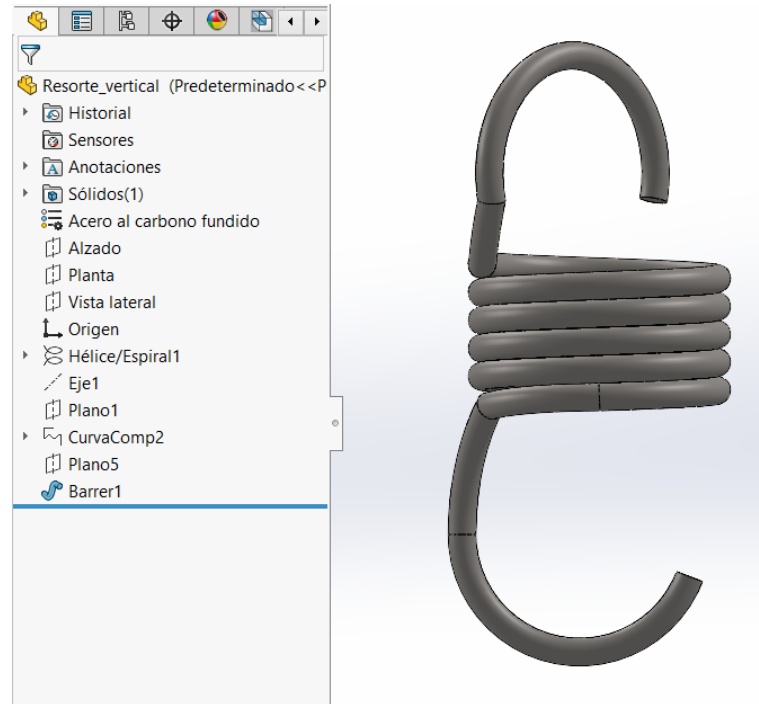 Resorte_vertical (Predeterminado<<P
Historial
Sensores
A Anotaciones
Sólidos(1)
Acero al carbono fundido
Alzado
Planta
Vista lateral
Origen
Hélice/Espiral1
Eje1
Plano1
CurvaComp2
Plano5
Barrer1